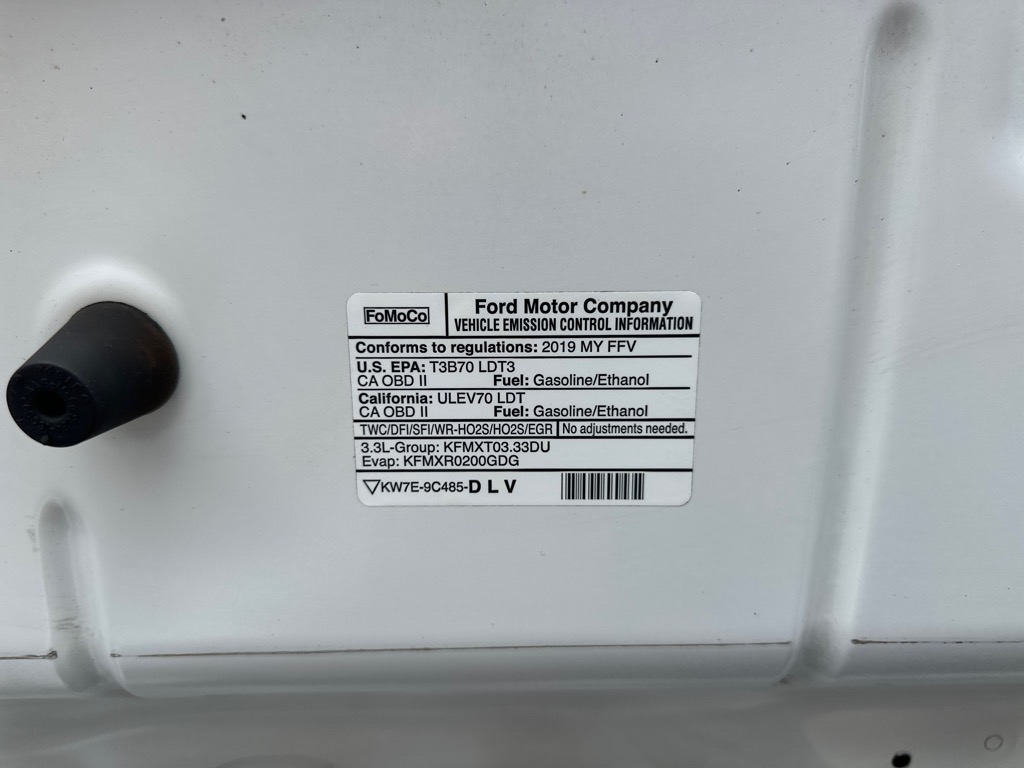 FoMoCo
Ford Motor Company
VEHICLE EMISSION CONTROL INFORMATION
Conforms to regulations: 2019 MY FFV
U.S. EPA: T3B70 LDT3
CA OBD II Fuel: Gasoline/Ethanol
California: ULEV70 LDT
CA OBD II Fuel: Gasoline/Ethanol
TWC/DFI/SFI/WR-HO2S/HO2S/EGR No adjustments needed.
3.3L-Group: KFMXT03.33DU
Evap: KFMXR0200GDG
KW7E-9C485-D L V